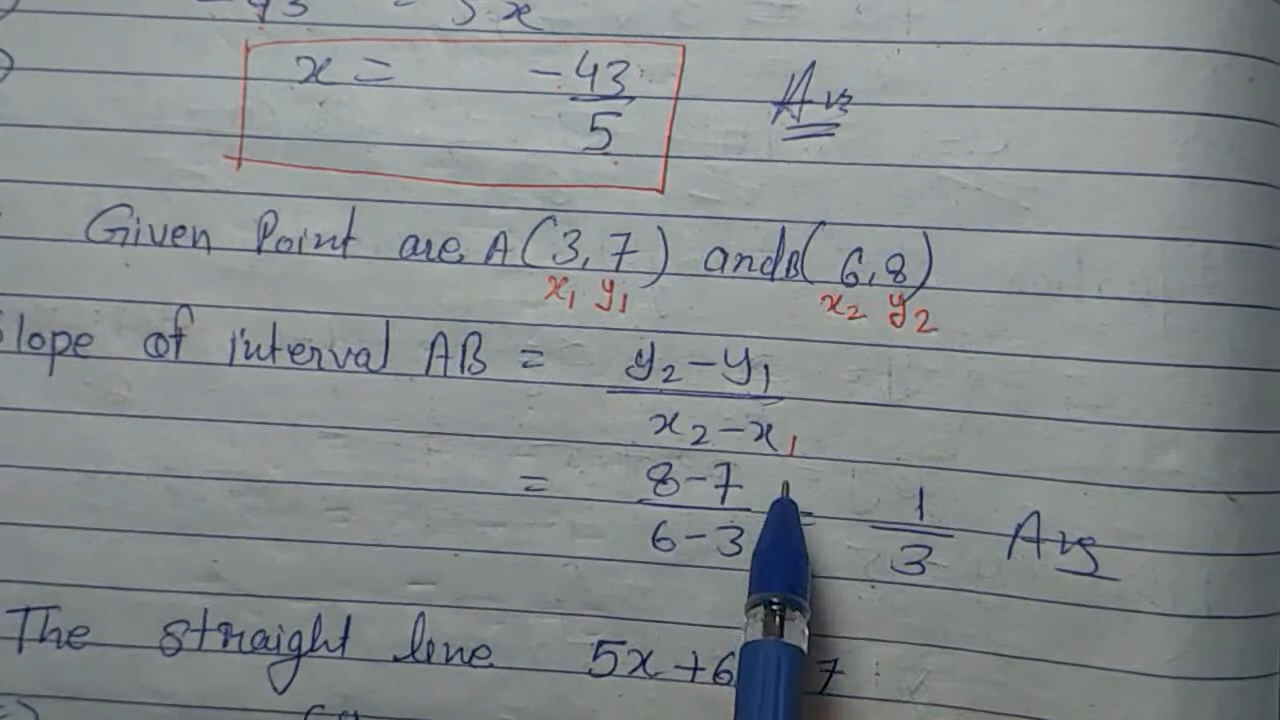 x = -43/5 Ans
Given Point are A(3,7) and B(6,8)
x₁ y₁ x₂ y₂
Slope of interval AB = y₂-y₁
x₂-x₁
= 8-7 = 1 Ans
6-3 3
The straight line 5x+6 7